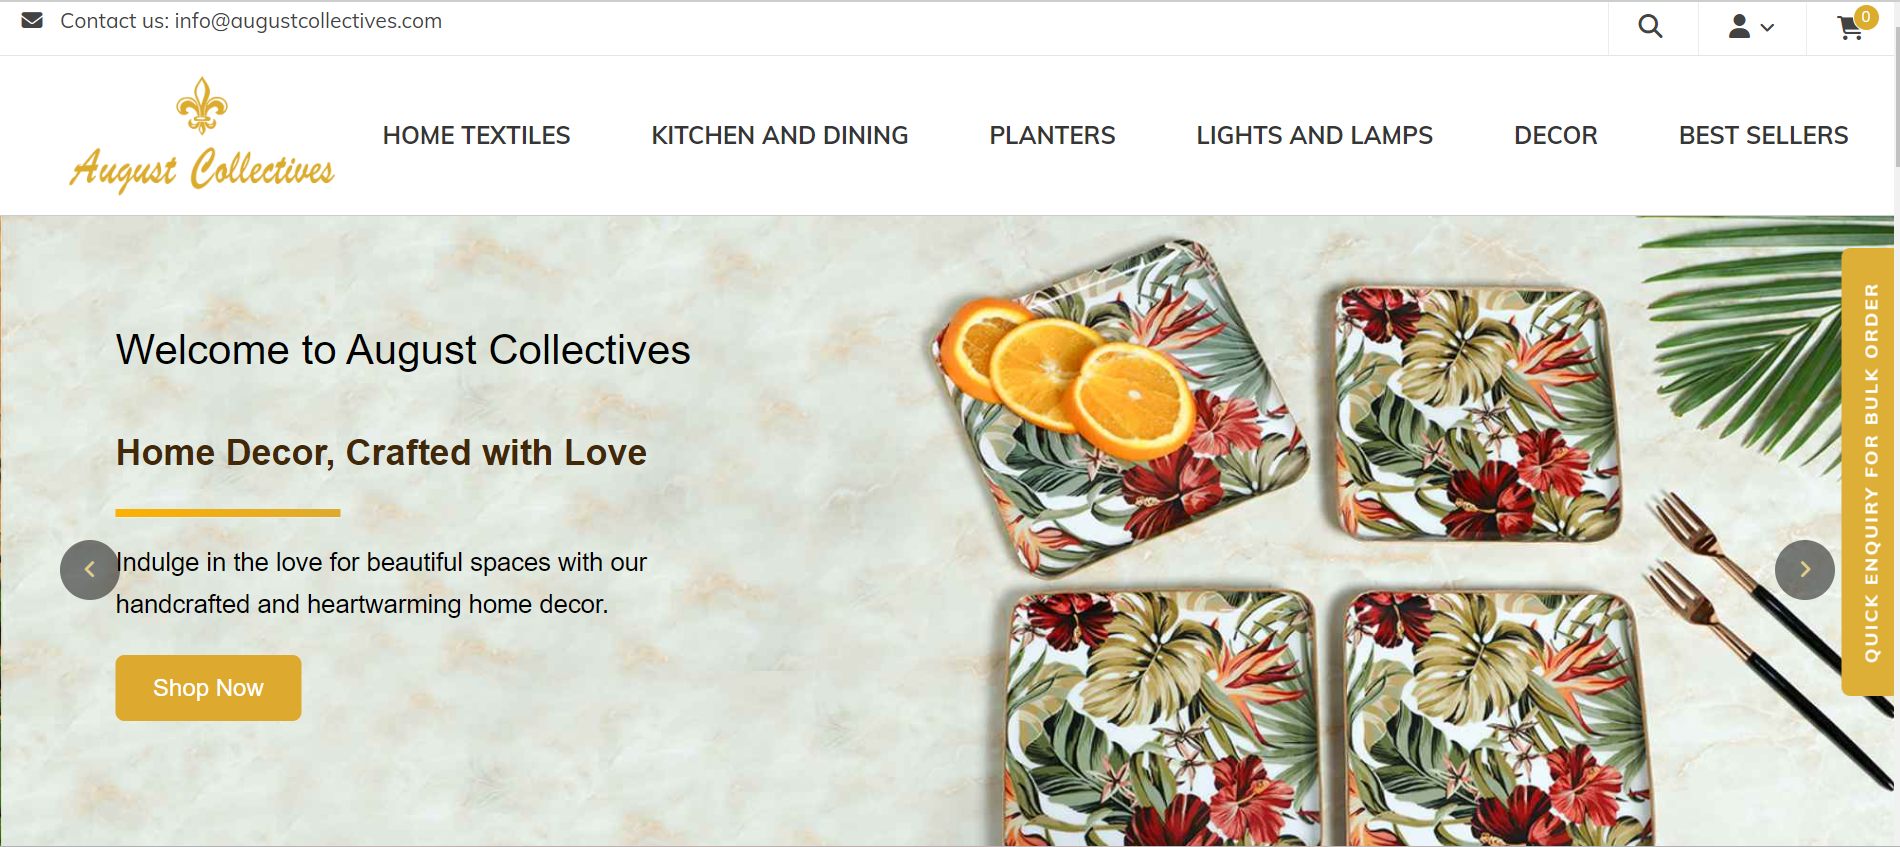 Contact us: info@augustcollectives.com
0
August Collectives
HOME TEXTILES
KITCHEN AND DINING
PLANTERS
LIGHTS AND LAMPS
DECOR
BEST SELLERS
Welcome to August Collectives
Home Decor, Crafted with Love
Indulge in the love for beautiful spaces with our
handcrafted and heartwarming home decor.
Shop Now
QUICK ENQUIRY FOR BULK ORDER